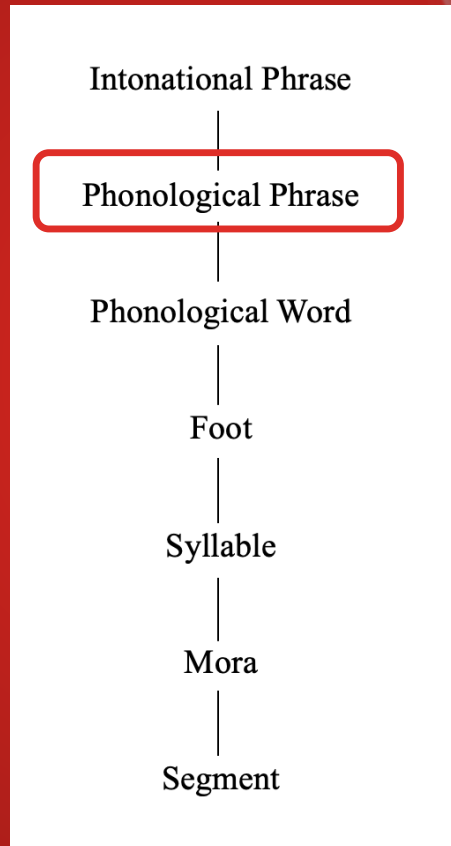 Intonational Phrase
Phonological Phrase
Phonological Word
Foot
Syllable
Mora
Segment